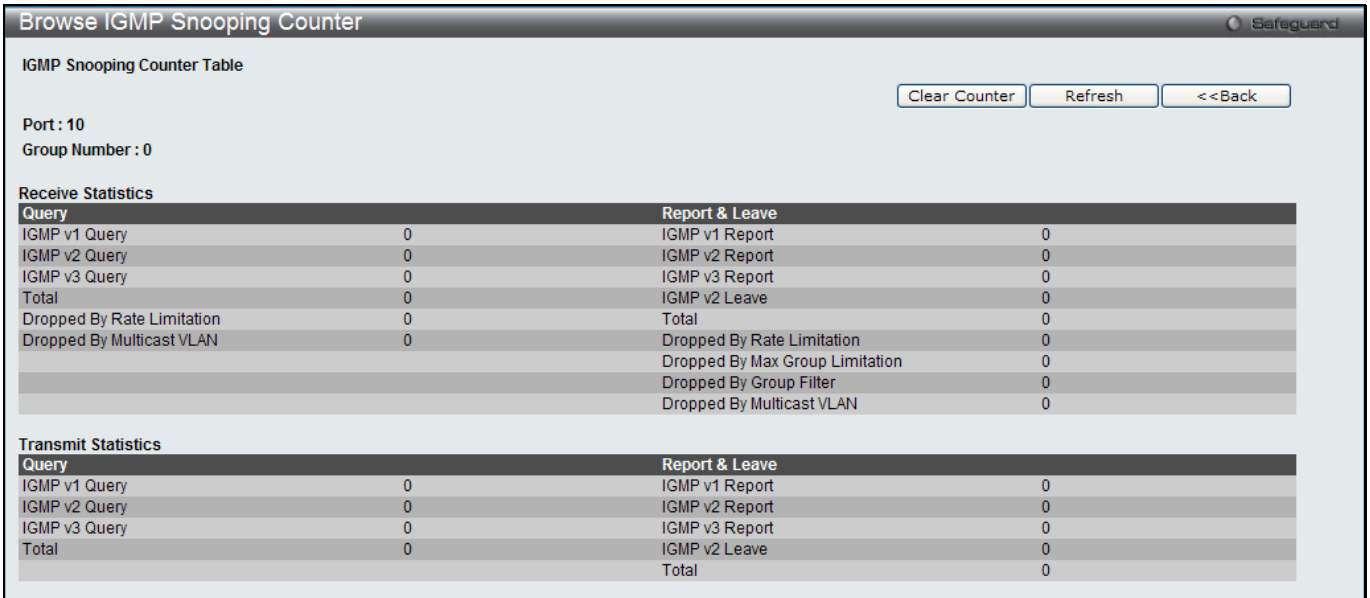 Browse IGMP Snooping Counter
Safeguard
IGMP Snooping Counter Table
Clear Counter Refresh <<Back
Port : 10
Group Number : 0
Receive Statistics
Query Report & Leave
IGMP v1 Query 0 IGMP v1 Report 0
IGMP v2 Query 0 IGMP v2 Report 0
IGMP v3 Query 0 IGMP v3 Report 0
Total 0 IGMP v2 Leave 0
Dropped By Rate Limitation 0 Total 0
Dropped By Multicast VLAN 0 Dropped By Rate Limitation 0
Dropped By Max Group Limitation 0
Dropped By Group Filter 0
Dropped By Multicast VLAN 0
Transmit Statistics
Query Report & Leave
IGMP v1 Query 0 IGMP v1 Report 0
IGMP v2 Query 0 IGMP v2 Report 0
IGMP v3 Query 0 IGMP v3 Report 0
Total 0 IGMP v2 Leave 0
Total 0